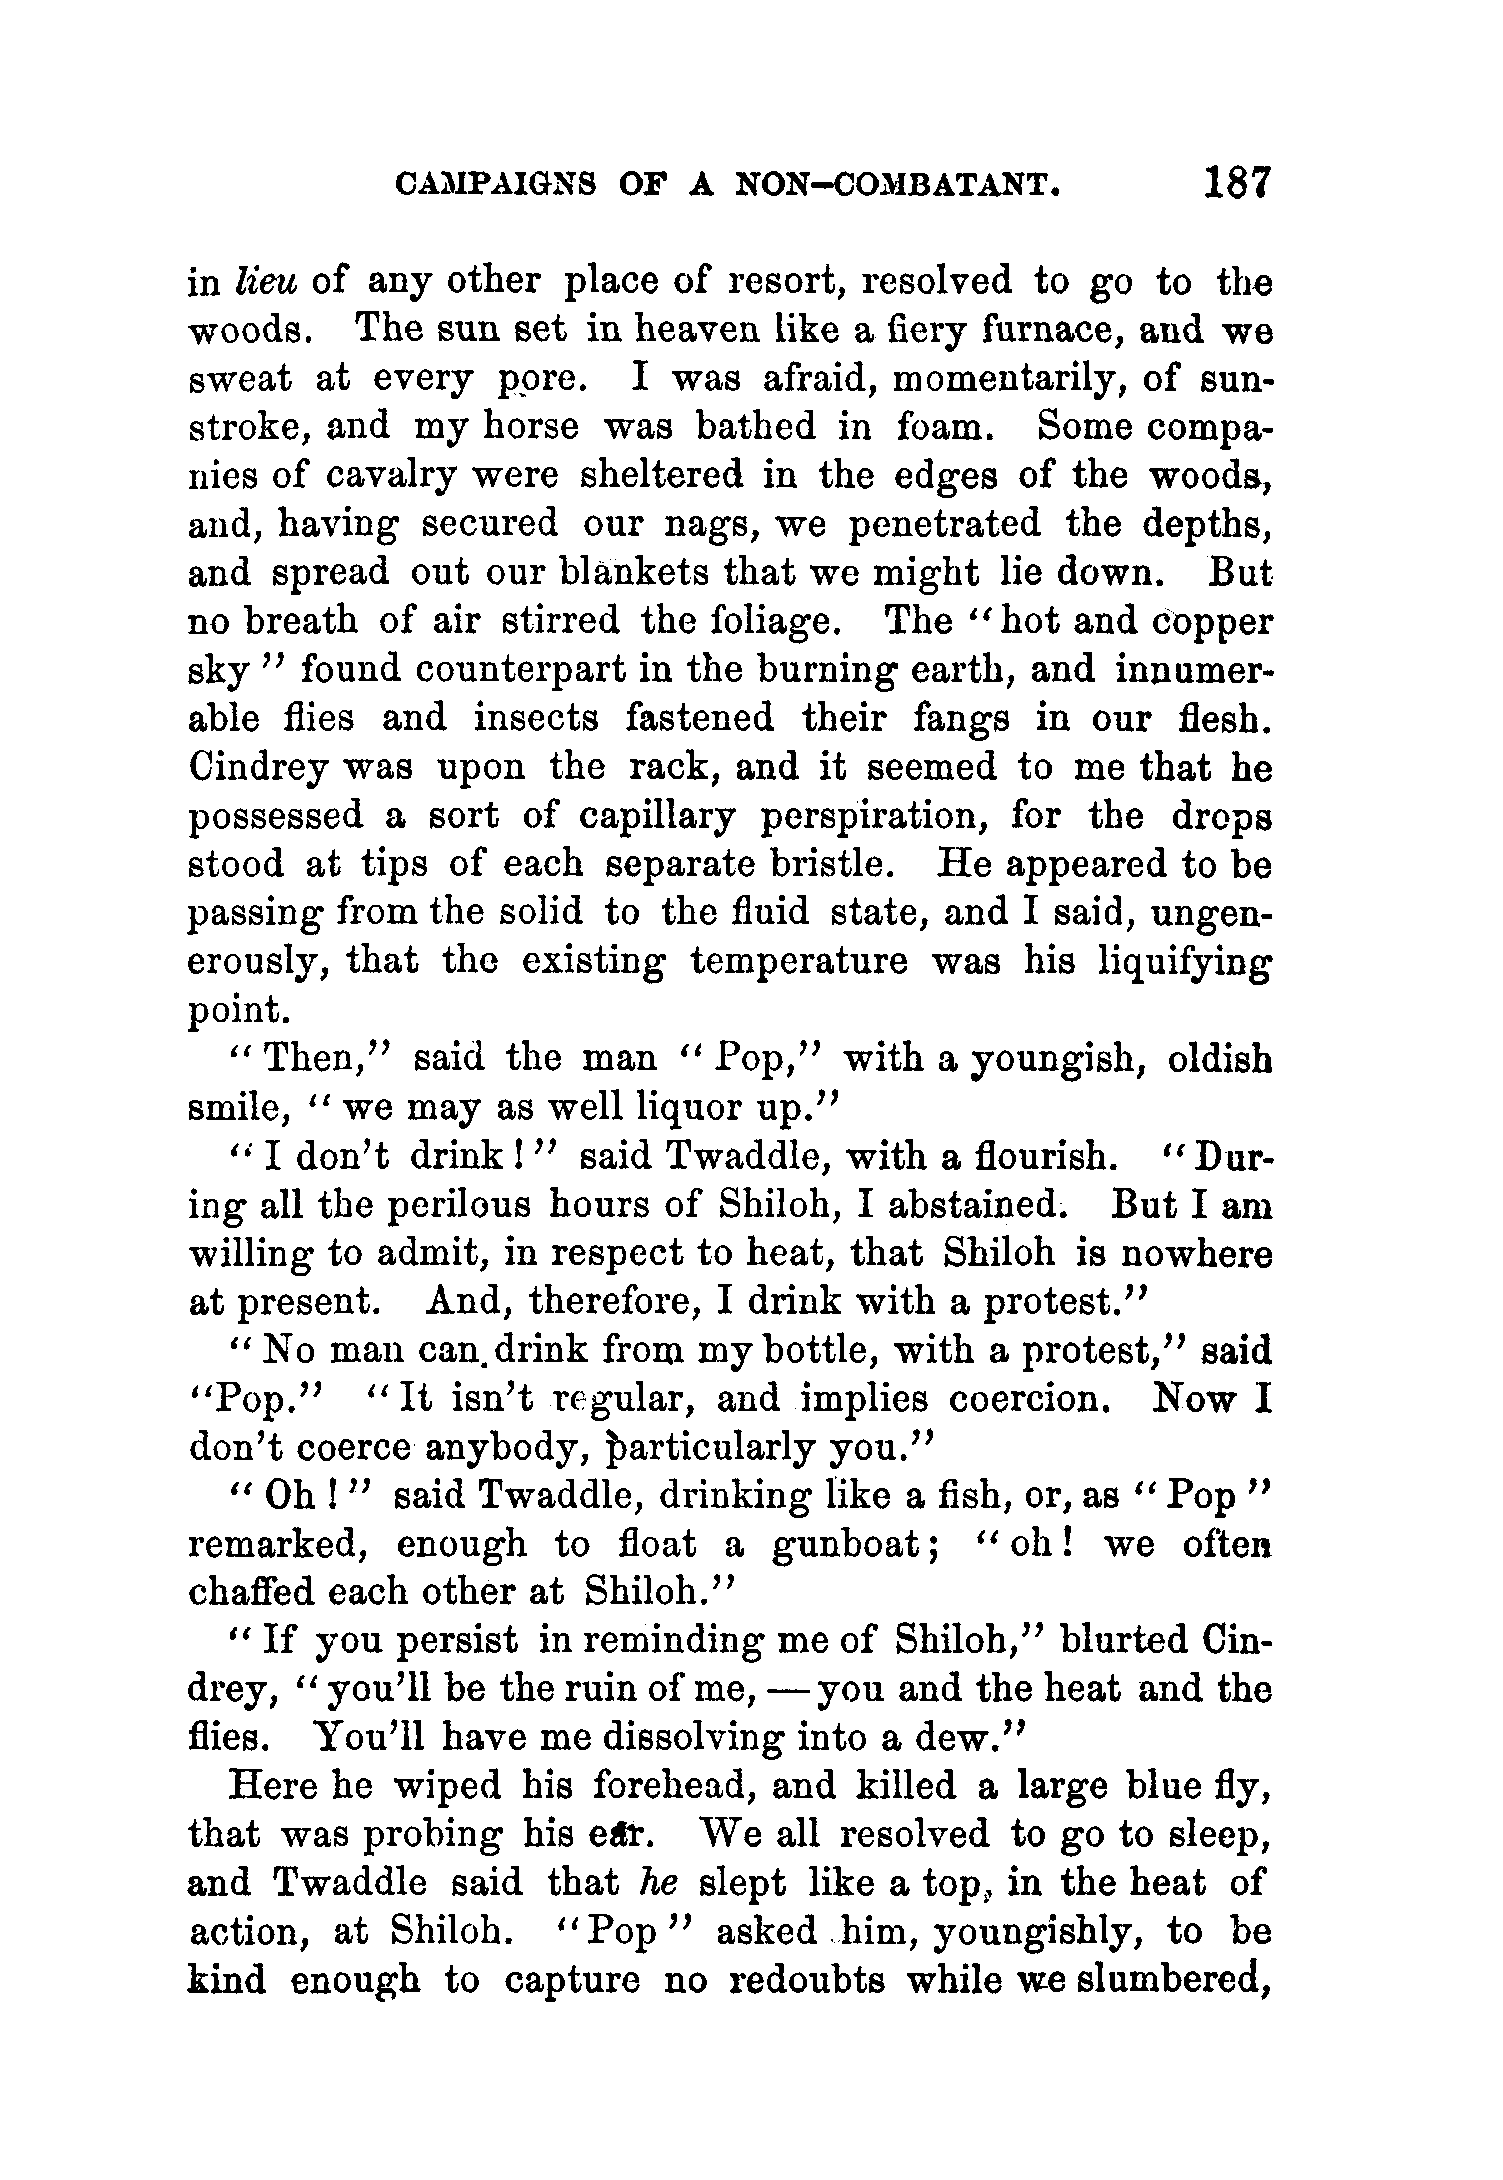 CAMPAIGNS OF A NON-COMBATANT. 187
in lieu of any other place of resort, resolved to go to the
woods. The sun set in heaven like a fiery furnace, and we
sweat at every pore. I was afraid, momentarily, of sun-
stroke, and my horse was bathed in foam. Some compa-
nies of cavalry were sheltered in the edges of the woods,
and, having secured our nags, we penetrated the depths,
and spread out our blankets that we might lie down. But
no breath of air stirred the foliage. The "hot and copper
sky" found counterpart in the burning earth, and innumer-
able flies and insects fastened their fangs in our flesh.
Cindrey was upon the rack, and it seemed to me that he
possessed a sort of capillary perspiration, for the drops
stood at tips of each separate bristle. He appeared to be
passing from the solid to the fluid state, and I said, ungen-
erously, that the existing temperature was his liquifying
point.
"Then," said the man "Pop," with a youngish, oldish
smile, "we may as well liquor up."
"I don't drink!" said Twaddle, with a flourish. "Dur-
ing all the perilous hours of Shiloh, I abstained. But I am
willing to admit, in respect to heat, that Shiloh is nowhere
at present. And, therefore, I drink with a protest."
"No man can drink from my bottle, with a protest," said
"Pop." "It isn't regular, and implies coercion. Now I
don't coerce anybody, particularly you."
"Oh!" said Twaddle, drinking like a fish, or, as "Pop"
remarked, enough to float a gunboat; "oh! we often
chaffed each other at Shiloh."
"If you persist in reminding me of Shiloh," blurted Cin-
drey, "you'll be the ruin of me, — you and the heat and the
flies. You'll have me dissolving into a dew."
Here he wiped his forehead, and killed a large blue fly,
that was probing his ear. We all resolved to go to sleep,
and Twaddle said that he slept like a top, in the heat of
action, at Shiloh. "Pop" asked him, youngishly, to be
kind enough to capture no redoubts while we slumbered,